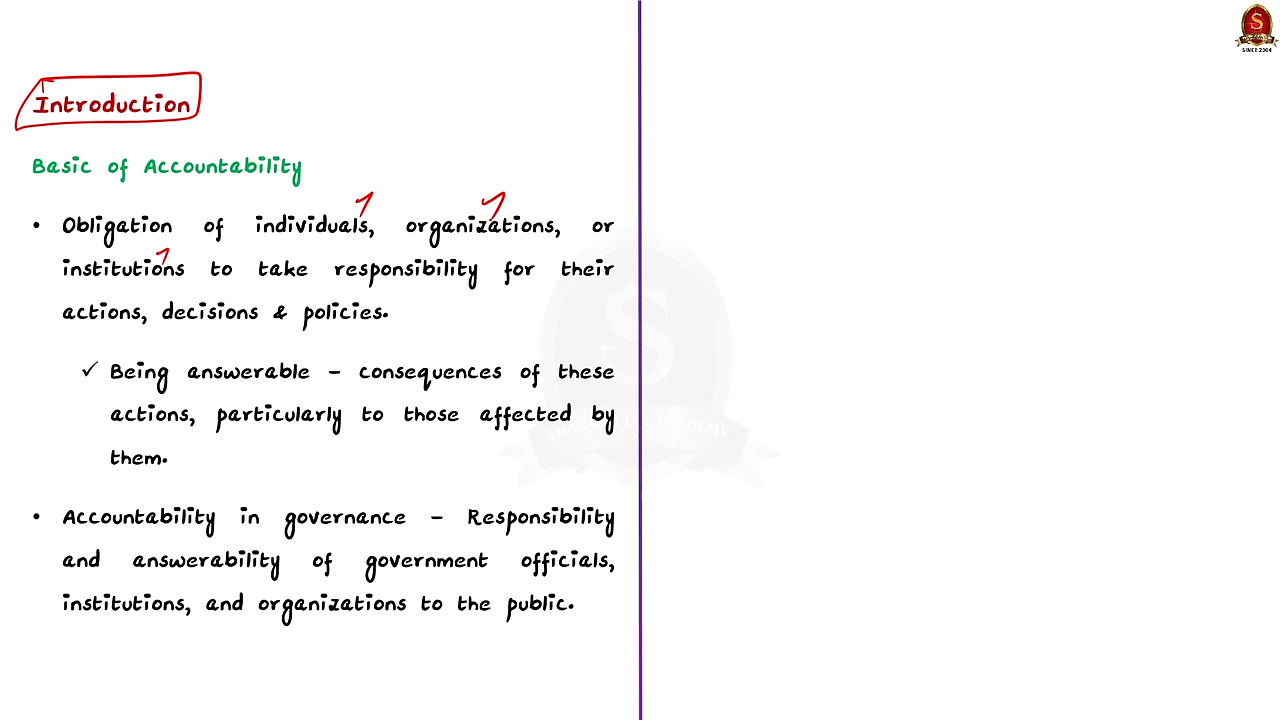 Introduction
Basic of Accountability
• Obligation of individuals, organizations, or
institutions to take responsibility for their
actions, decisions & policies.
✓ Being answerable – consequences of these
actions, particularly to those affected by
them.
• Accountability in governance – Responsibility
and answerability of government officials,
institutions, and organizations to the public.
S
SINCE 2004